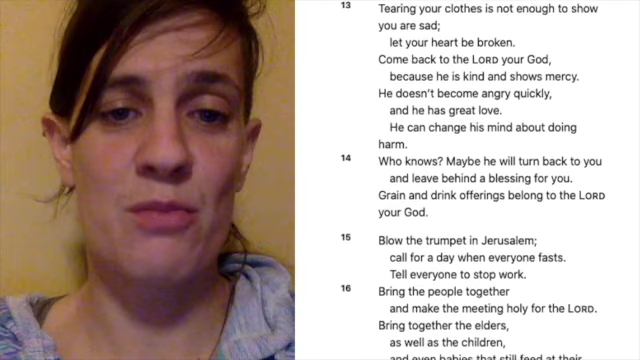 13 Tearing your clothes is not enough to show
you are sad;
let your heart be broken.
Come back to the LORD your God,
because he is kind and shows mercy.
He doesn’t become angry quickly,
and he has great love.
He can change his mind about doing
harm.
14 Who knows? Maybe he will turn back to you
and leave behind a blessing for you.
Grain and drink offerings belong to the LORD
your God.
15 Blow the trumpet in Jerusalem;
call for a day when everyone fasts.
Tell everyone to stop work.
16 Bring the people together
and make the meeting holy for the LORD.
Bring together the elders,
as well as the children,
and even babies that still feed at their